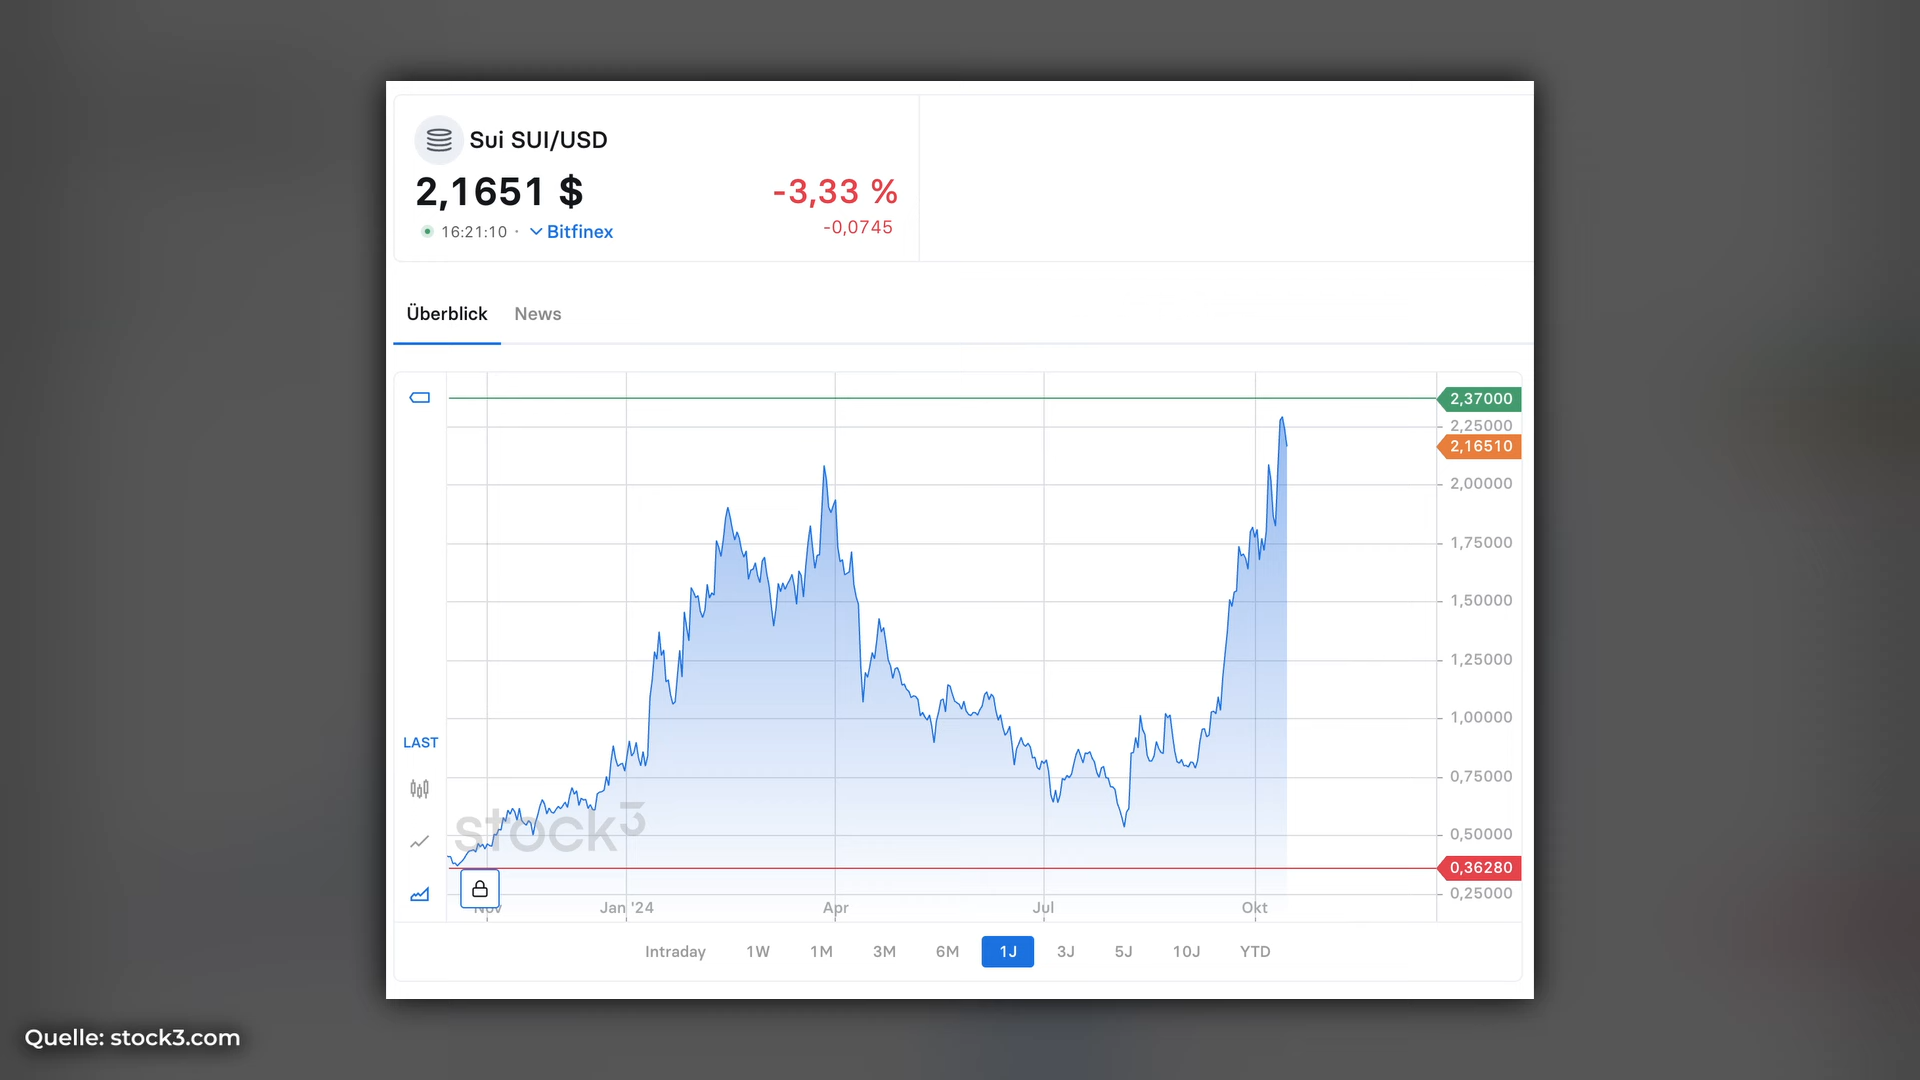 Sui SUI/USD
2,1651 $
-3,33 %
16:21:10 · Bitfinex
-0,0745
Überblick
News
2,37000
2,25000
2,16510
2,00000
1,75000
1,50000
1,25000
1,00000
LAST
0,75000
stock3
0,50000
0,36280
0,25000
Nov
Jan '24
Apr
Jul
Okt
Intraday
1W
1M
3M
6M
1J
3J
5J
10J
YTD
Quelle: stock3.com